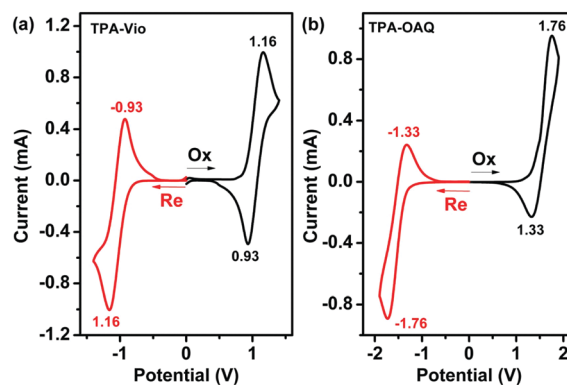 (a)
TPA-Vio
1.2
0.8
0.4
0.0
-0.4
-0.8
-1.2
Current (mA)
-1
0
1
Potential (V)
1.16
-0.93
Ox
Re
0.93
1.16
(b)
TPA-OAQ
0.8
0.4
0.0
-0.4
-0.8
Current (mA)
-2
-1
0
1
2
Potential (V)
1.76
-1.33
Ox
Re
1.33
-1.76